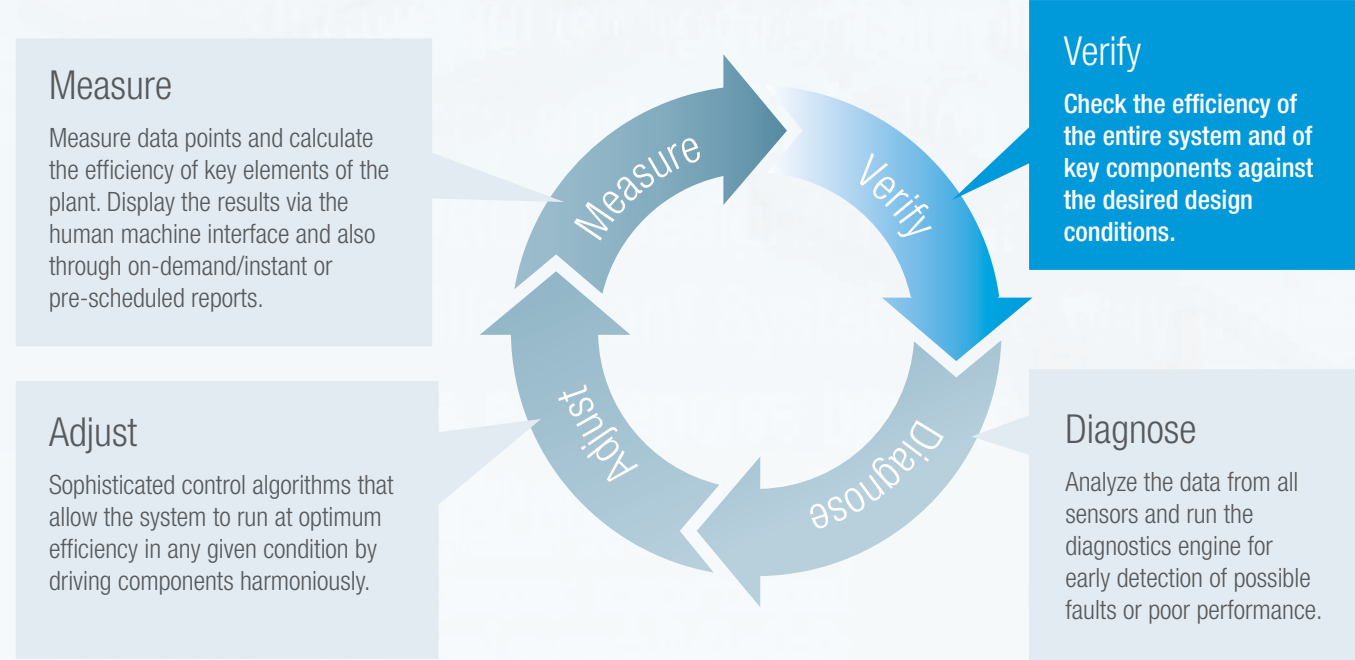 Measure
Measure data points and calculate
the efficiency of key elements of the
plant. Display the results via the
human machine interface and also
through on-demand/instant or
pre-scheduled reports.
Measure
Verify
Verify
Check the efficiency of
the entire system and of
key components against
the desired design
conditions.
Adjust
Sophisticated control algorithms that
allow the system to run at optimum
efficiency in any given condition by
driving components harmoniously.
Adjust
Diagnose
Diagnose
Analyze the data from all
sensors and run the
diagnostics engine for
early detection of possible
faults or poor performance.